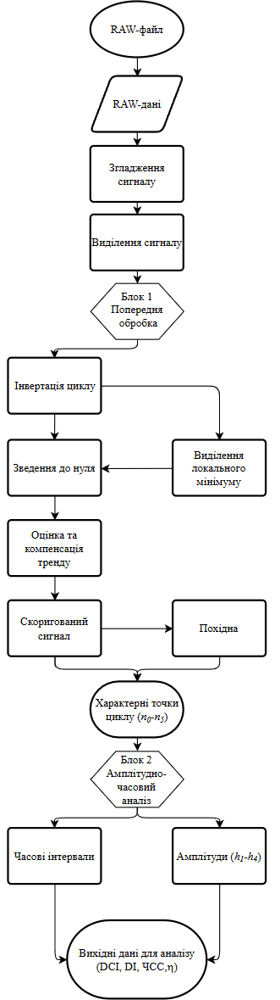 RAW-файл
RAW-дані
Згладження
сигналу
Виділення сигналу
Блок 1
Попередня
обробка
Інвертація циклу
Зведення до нуля
Виділення
локального
мінімуму
Оцінка та
компенсація
тренду
Скоригований
сигнал
Похідна
Характерні точки
циклу (n0-n5)
Блок 2
Амплітудно-
часовий
аналіз
Часові інтервали
Амплітуди (h1-h4)
Вихідні дані для аналізу
(DCI, DI, ЧСС,η)